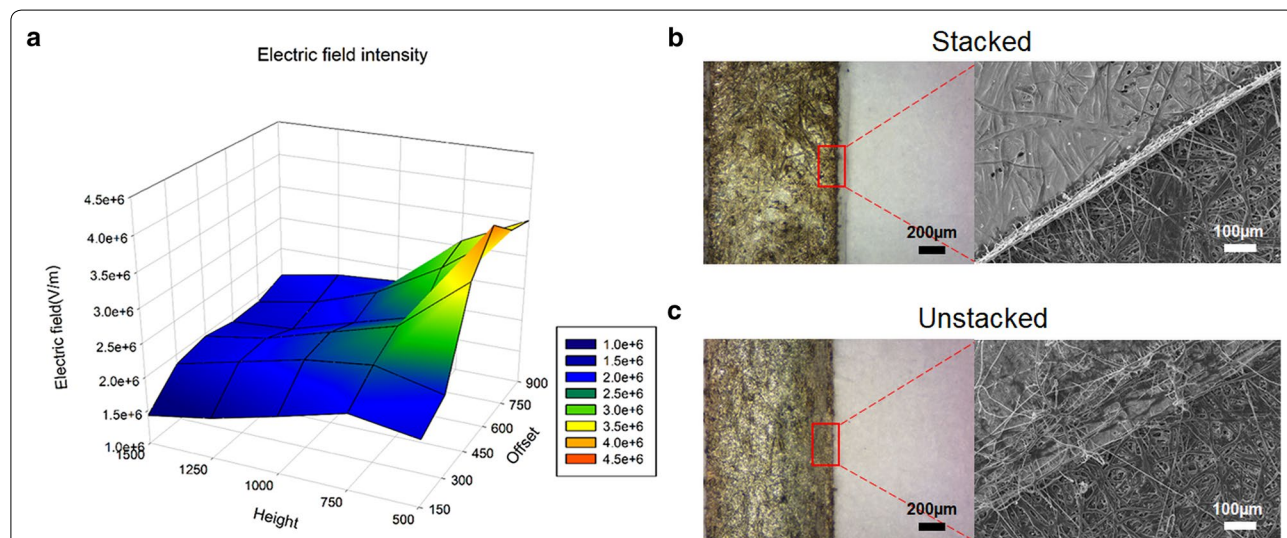 a
Electric field intensity
4.5e+6
4.0e+6
3.5e+6
3.0e+6
2.5e+6
2.0e+6
1.5e+6
1.0e+6
Electric field(V/m)
1500
1250
1000
750
500
Height
150
300
450
600
750
900
Offset
1.0e+6
1.5e+6
2.0e+6
2.5e+6
3.0e+6
3.5e+6
4.0e+6
4.5e+6
b
Stacked
200μm
100μm
c
Unstacked
200μm
100μm